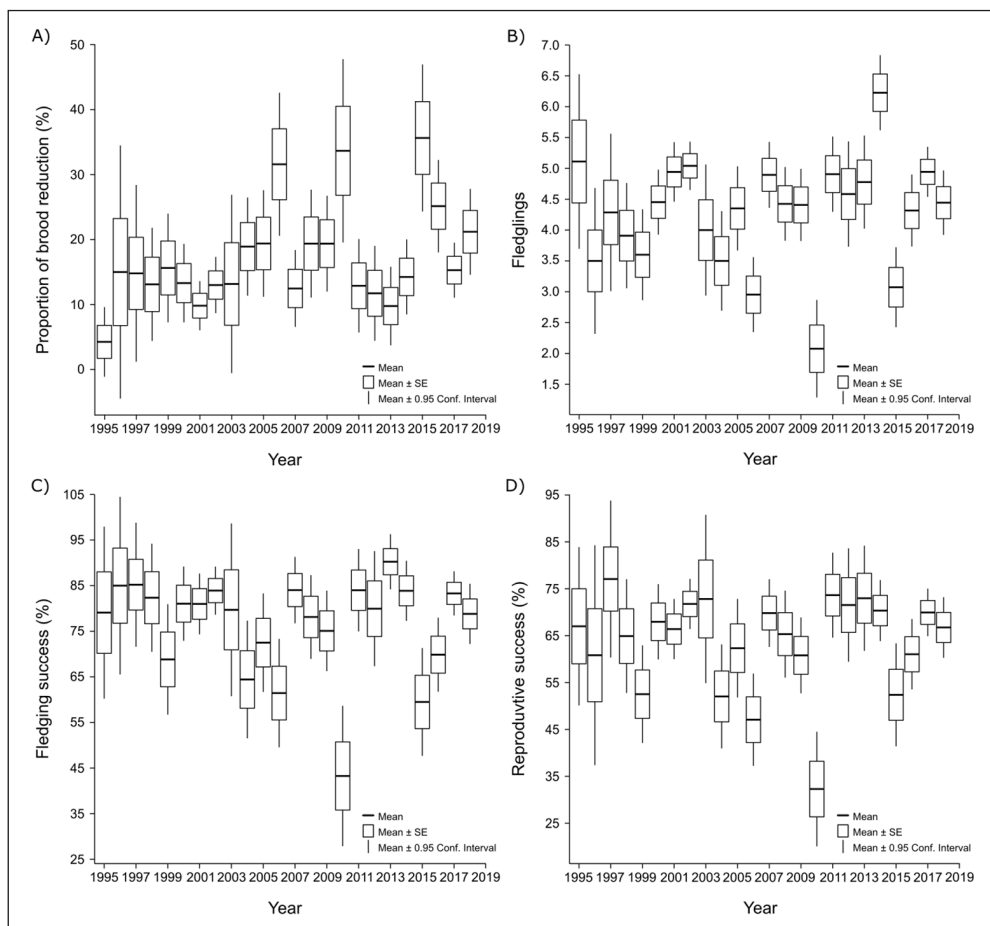 A)
Proportion of brood reduction (%)
50
40
30
20
10
0
Mean
Mean ± SE
Mean ± 0.95 Conf. Interval
1995 1997 1999 2001 2003 2005 2007 2009 2011 2013 2015 2017 2019
Year
B)
Fledglings
7.0
6.5
6.0
5.5
5.0
4.5
4.0
3.5
3.0
2.5
2.0
1.5
Mean
Mean ± SE
Mean ± 0.95 Conf. Interval
1995 1997 1999 2001 2003 2005 2007 2009 2011 2013 2015 2017 2019
Year
C)
Fledging success (%)
105
95
85
75
65
55
45
35
25
Mean
Mean ± SE
Mean ± 0.95 Conf. Interval
1995 1997 1999 2001 2003 2005 2007 2009 2011 2013 2015 2017 2019
Year
D)
Reproduvtive success (%)
95
85
75
65
55
45
35
25
Mean
Mean ± SE
Mean ± 0.95 Conf. Interval
1995 1997 1999 2001 2003 2005 2007 2009 2011 2013 2015 2017 2019
Year